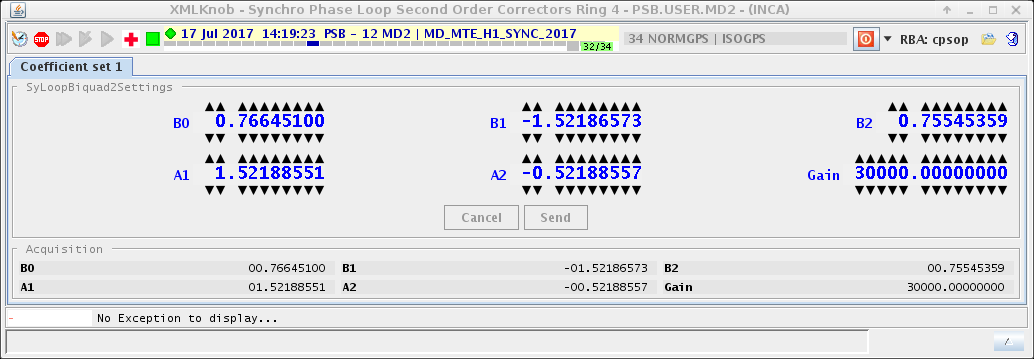 XMLKnob - Synchro Phase Loop Second Order Correctors Ring 4 - PSB.USER.MD2 - (INCA)
STOP 17 Jul 2017 14:19:23 PSB - 12 MD2 | MD_MTE_H1_SYNC_2017 32/34 34 NORMGPS | ISOGPS RBA: cpsop
Coefficient set 1
SyLoopBiquad2Settings
B0 0.76645100 B1 -1.52186573 B2 0.75545359
A1 1.52188551 A2 -0.52188557 Gain 30000.00000000
Cancel Send
Acquisition
B0 00.76645100 B1 -01.52186573 B2 00.75545359
A1 01.52188551 A2 -00.52188557 Gain 30000.00000000
- No Exception to display...